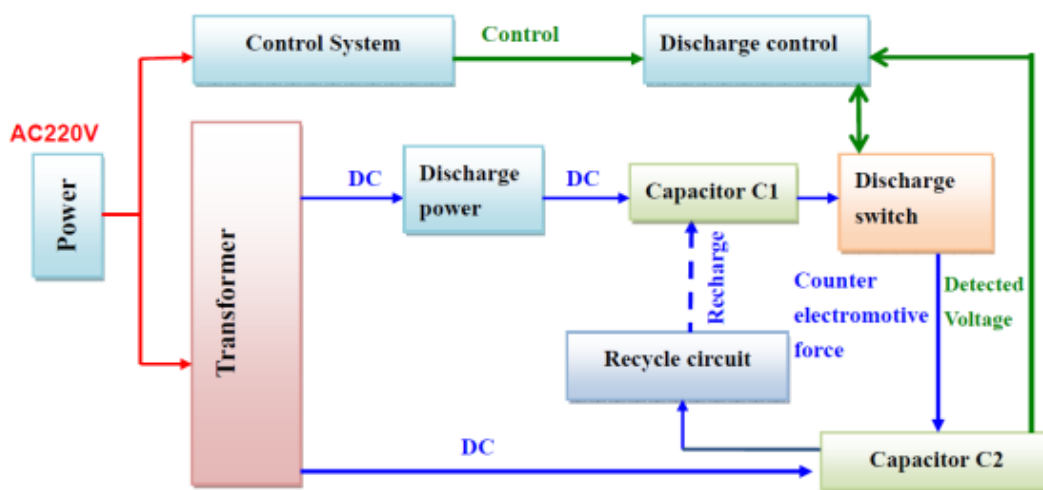 Control System
Control
Discharge control
AC220V
Power
Transformer
DC
Discharge
power
DC
Capacitor C1
Discharge
switch
Recharge
Counter
electromotive
force
Detected
Voltage
Recycle circuit
DC
Capacitor C2